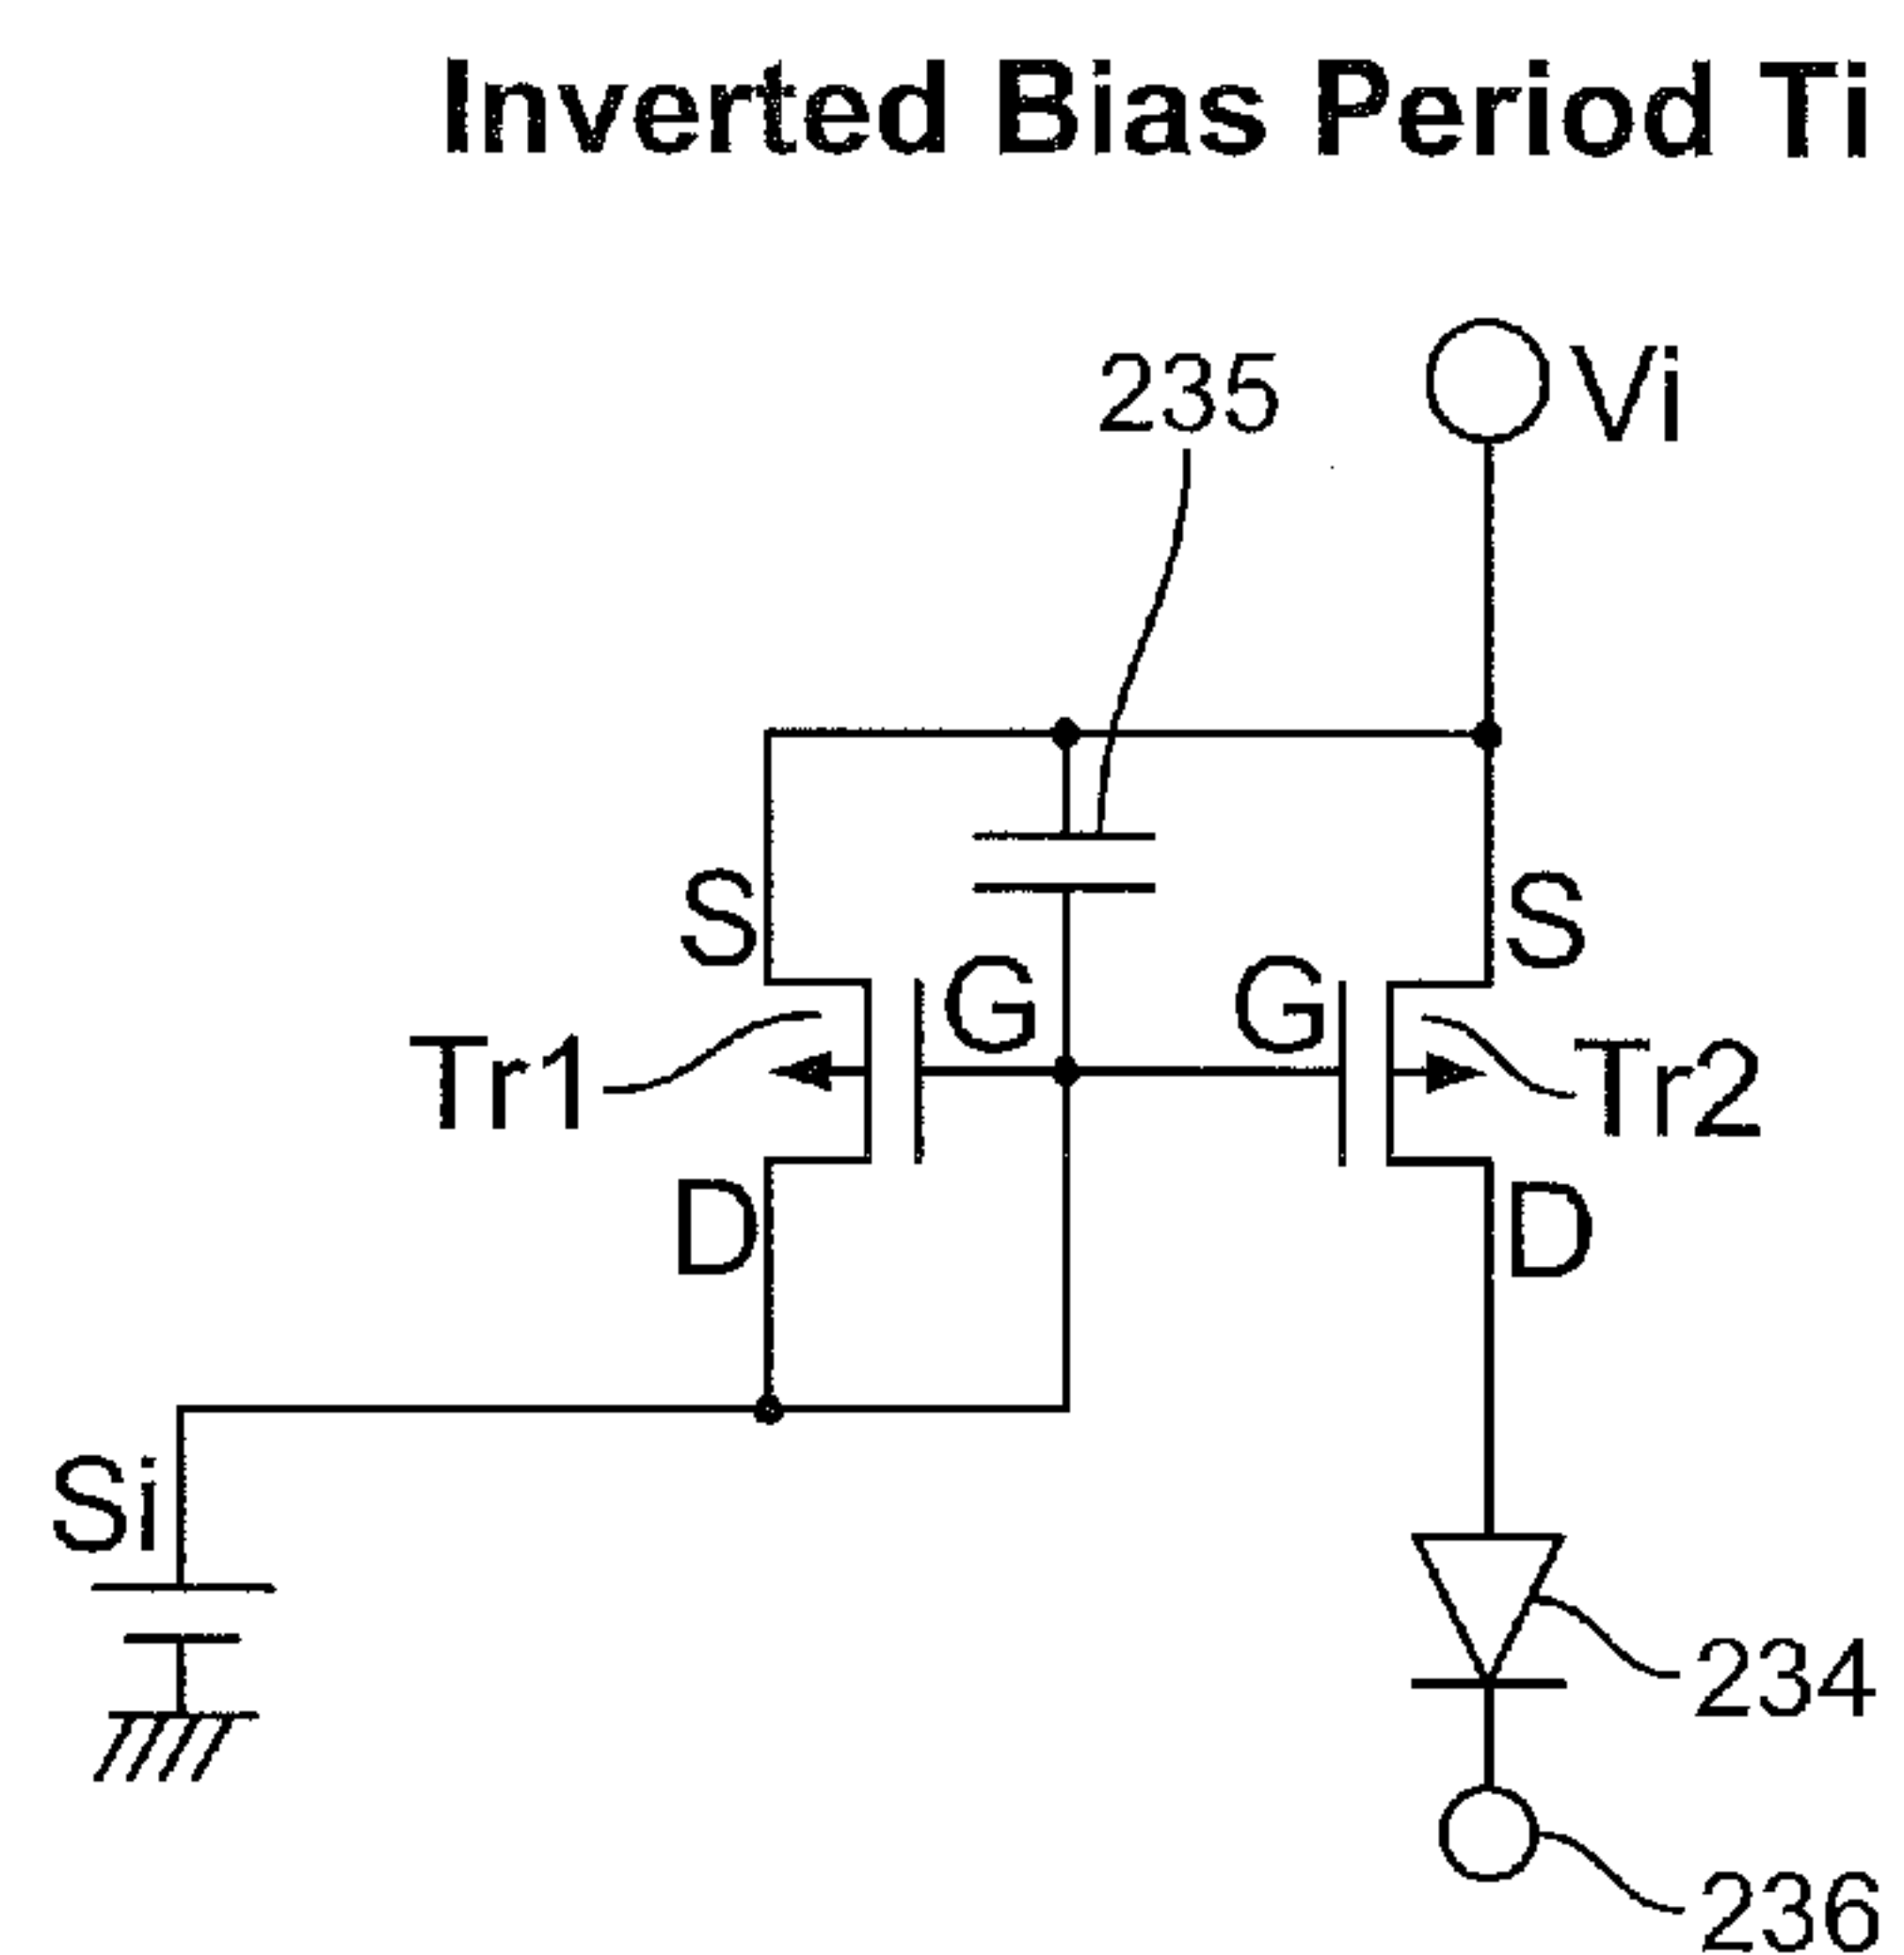 Inverted Bias Period Ti
235
Vi
S
S
G
G
Tr1
Tr2
D
D
Si
234
236